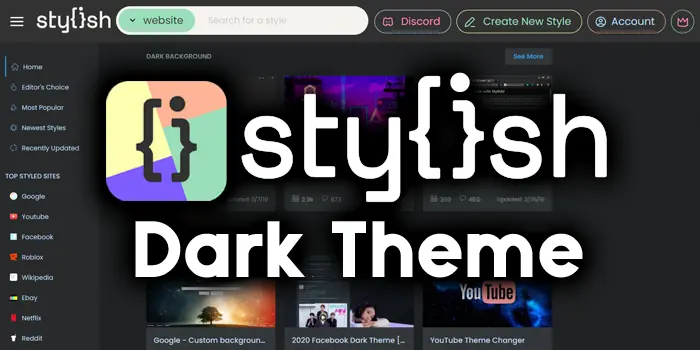 stylish
website
Search for a style
Discord
Create New Style
Account
Home
Editor's Choice
Most Popular
Newest Styles
Recently Updated
TOP STYLED SITES
Google
Youtube
Facebook
Roblox
Wikipedia
Ebay
Netflix
Reddit
DARK BACKGROUND
See More
{i}
sty{i}sh
Dark Theme
YouTube
Google - Custom backgroun...
2020 Facebook Dark Theme [...
YouTube Theme Changer